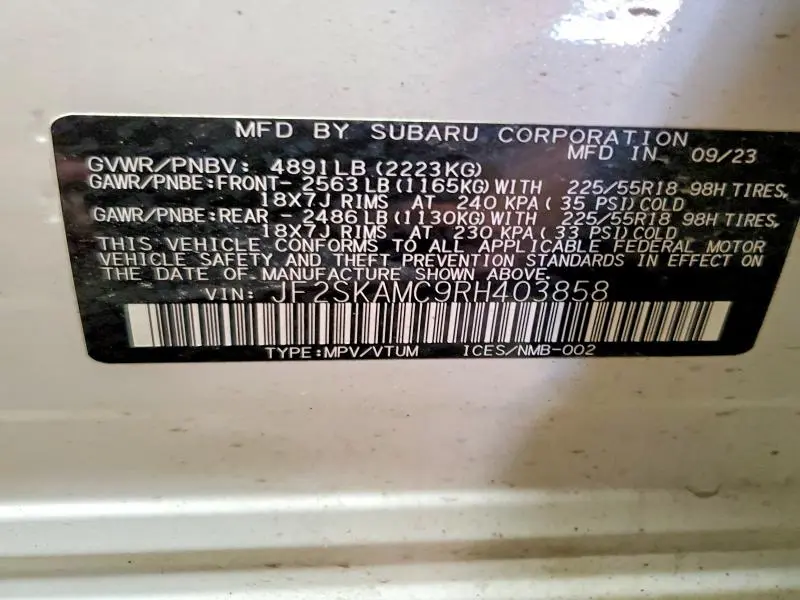 MFD BY SUBARU CORPORATION
MFD IN 09/23
GVWR/PNBV: 4891LB (2223KG)
GAWR/PNBE:FRONT- 2563LB(1165KG)WITH 225/55R18 98H TIRES,
18X7J RIMS AT 240 KPA( 35 PSI)COLD
GAWR/PNBE:REAR - 2486LB(1130KG)WITH 225/55R18 98H TIRES,
18X7J RIMS AT 230 KPA( 33 PSI)COLD
THIS VEHICLE CONFORMS TO ALL APPLICABLE FEDERAL MOTOR
VEHICLE SAFETY AND THEFT PREVENTION STANDARDS IN EFFECT ON
THE DATE OF MANUFACTURE SHOWN ABOVE.
VIN: JF2SKAMC9RH403858
TYPE:MPV/VTUM ICES/NMB-002